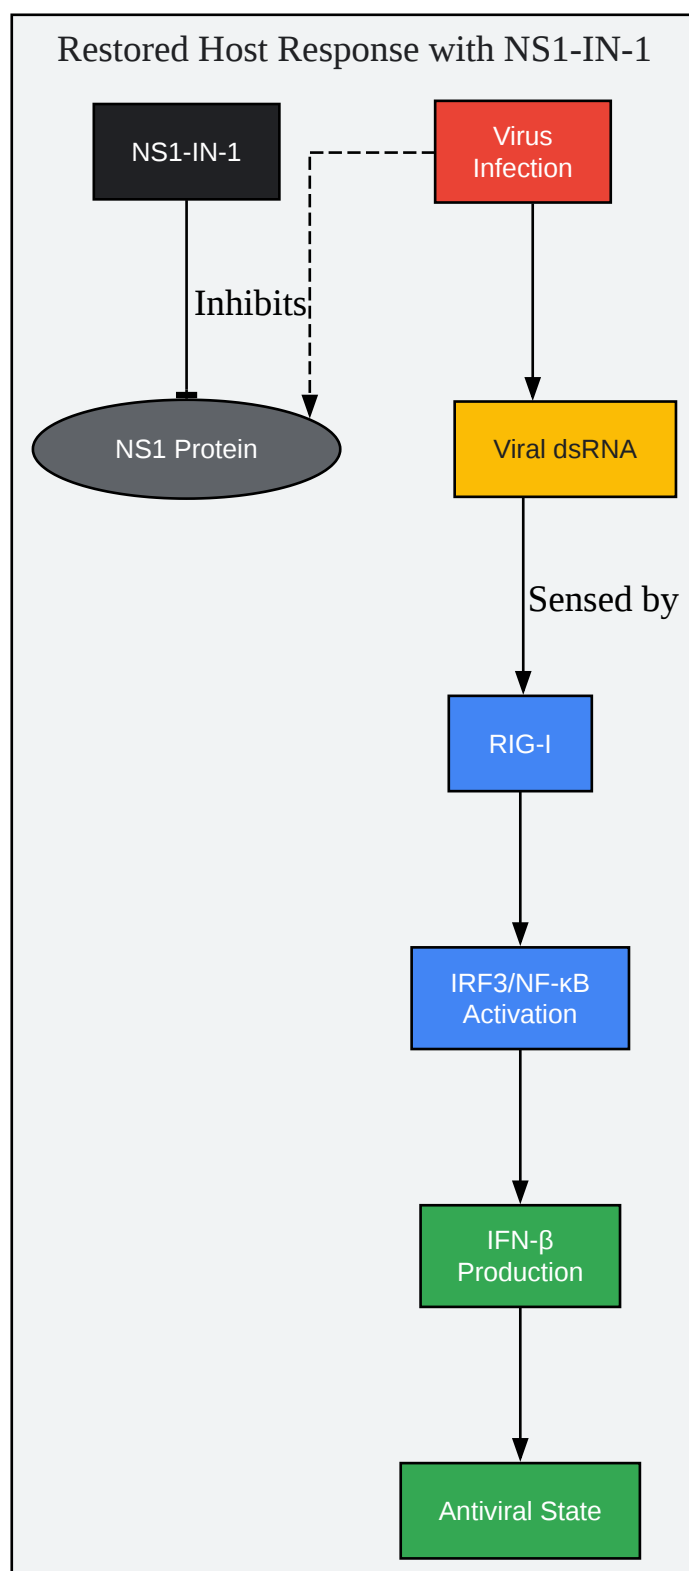 Restored Host Response with NS1-IN-1
NS1-IN-1
Virus
Infection
Inhibits
NS1 Protein
Viral dsRNA
Sensed by
RIG-I
IRF3/NF-κB
Activation
IFN-β
Production
Antiviral State